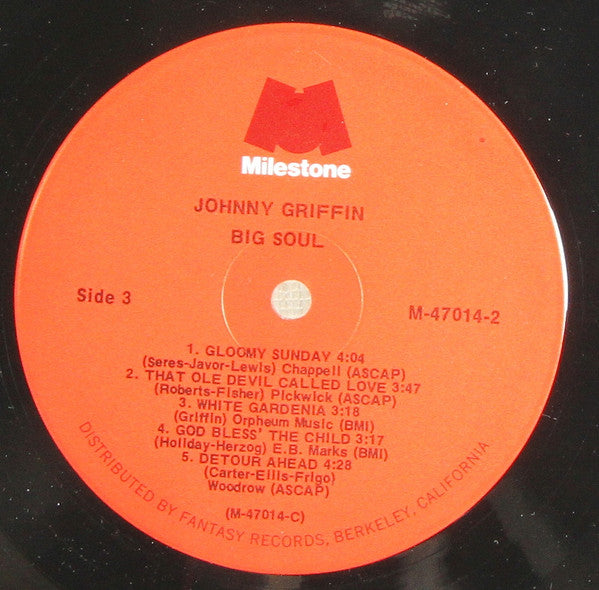 Milestone
JOHNNY GRIFFIN
BIG SOUL
Side 3
M-47014-2
1. GLOOMY SUNDAY 4:04
(Seres-Javor-Lewis) Chappell (ASCAP)
2. THAT OLE DEVIL CALLED LOVE 3:47
(Roberts-Fisher) Pickwick (ASCAP)
3. WHITE GARDENIA 3:18
(Griffin) Orpheum Music (BMI)
4. GOD BLESS' THE CHILD 3:17
(Holiday-Herzog) E.B. Marks (BMI)
5. DETOUR AHEAD 4:28
(Carter-Ellis-Frigo)
Woodrow (ASCAP)
(M-47014-C)
DISTRIBUTED BY FANTASY RECORDS, BERKELEY, CALIFORNIA